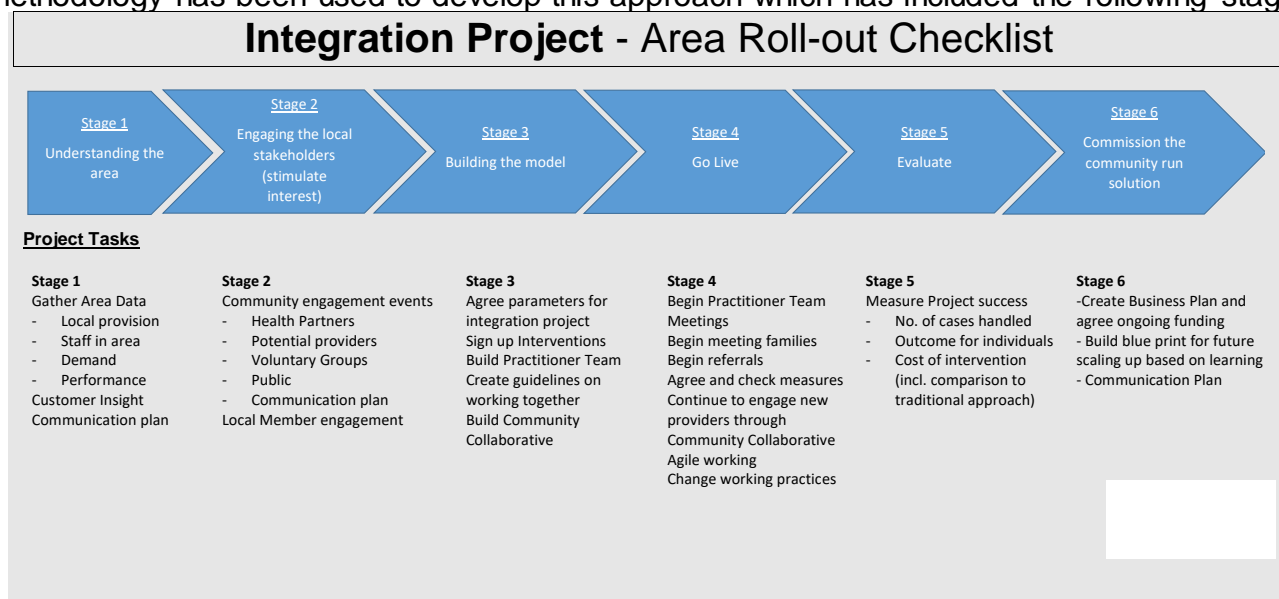 ethodology has been used to develop this approach which has included the following stag
Integration Project - Area Roll-out Checklist
Stage 1
Understanding the
area
Stage 2
Engaging the local
stakeholders
(stimulate
interest)
Stage 3
Building the model
Stage 4
Go Live
Stage 5
Evaluate
Stage 6
Commission the
community run
solution
Project Tasks
Stage 1
Gather Area Data
- Local provision
- Staff in area
- Demand
- Performance
Customer Insight
Communication plan
Stage 2
Community engagement events
- Health Partners
- Potential providers
- Voluntary Groups
- Public
- Communication plan
Local Member engagement
Stage 3
Agree parameters for
integration project
Sign up Interventions
Build Practitioner Team
Create guidelines on
working together
Build Community
Collaborative
Stage 4
Begin Practitioner Team
Meetings
Begin meeting families
Begin referrals
Agree and check measures
Continue to engage new
providers through
Community Collaborative
Agile working
Change working practices
Stage 5
Measure Project success
- No. of cases handled
- Outcome for individuals
- Cost of intervention
(incl. comparison to
traditional approach)
Stage 6
-Create Business Plan and
agree ongoing funding
- Build blue print for future
scaling up based on learning
- Communication Plan